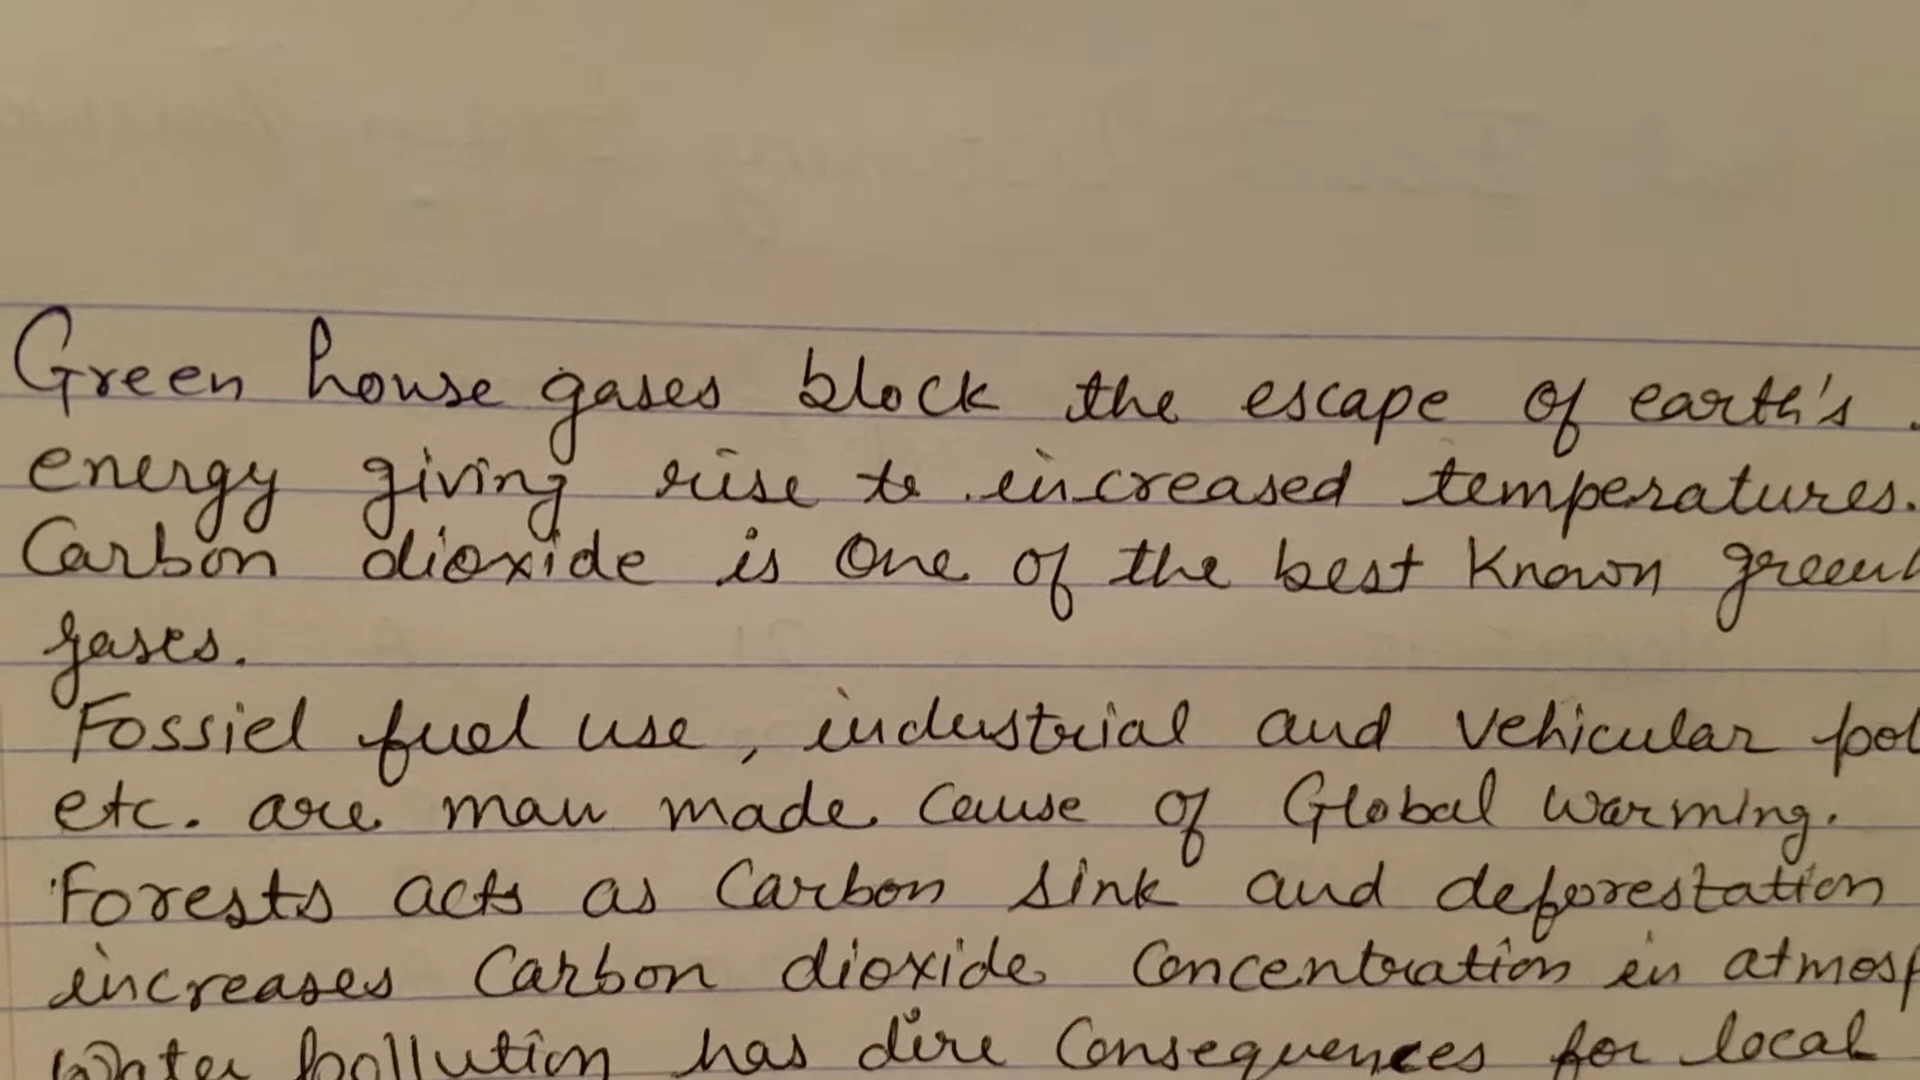 Green house gases block the escape of earth's
energy giving rise to increased temperatures.
Carbon dioxide is One of the best Known
gases.
Fossiel fuel use, industrial and Vehicular
etc. are man made Cause of Global Warming.
Forests acts as Carbon Sink and deforestation
increases Carbon dioxide Concentration in
Water pollution has dire Consequences for local